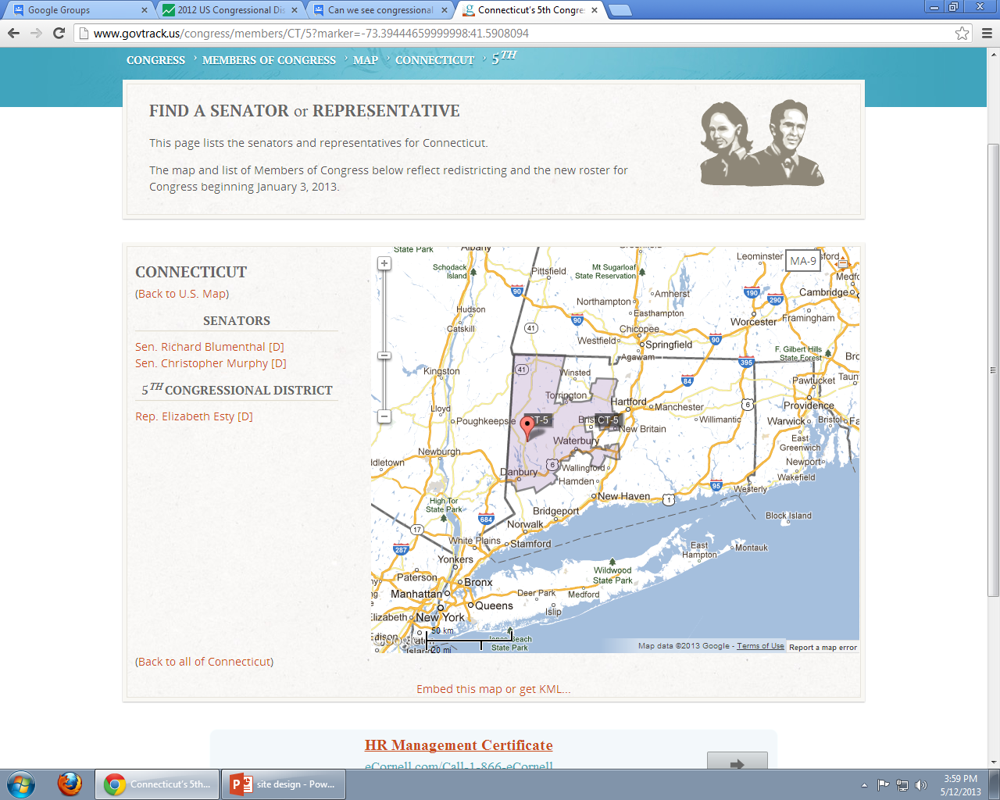 Google Groups
2012 US Congressional Dis
Can we see congressional
Connecticut's 5th Congre
www.govtrack.us/congress/members/CT/5?marker=-73.39444659999998:41.5908094
CONGRESS › MEMBERS OF CONGRESS › MAP › CONNECTICUT › 5TH
FIND A SENATOR or REPRESENTATIVE
This page lists the senators and representatives for Connecticut.
The map and list of Members of Congress below reflect redistricting and the new roster for
Congress beginning January 3, 2013.
CONNECTICUT
(Back to U.S. Map)
SENATORS
Sen. Richard Blumenthal [D]
Sen. Christopher Murphy [D]
5TH CONGRESSIONAL DISTRICT
Rep. Elizabeth Esty [D]
(Back to all of Connecticut)
State Park
Albany
Schodack
Island
Pittsfield
Mt Sugarloaf
State Reservation
Leominster
MA-9
Cambridge
90
Hudson
Catskill
41
90
Northampton
Amherst
Easthampton
Chicopee
Westfield
Springfield
Agawam
90
190
290
Worcester
Framingham
F. Gilbert Hills
State Forest
Kingston
41
Winsted
Torrington
Hartford
Manchester
84
395
Pawtucket
Taun
Providence
6
Lloyd
Poughkeepsie
CT-5
CT-5
New Britain
Willimantic
Warwick
Bristol
Waterbury
East
Greenwich
Newburgh
Danbury
6
Wallingford
Hamden
Newport
Wakefield
ldletown
95
Westerly
High Tor
State Park
684
New Haven
1
Bridgeport
Block Island
17
Norwalk
287
White Plains
Stamford
East
Hampton
Montauk
Yonkers
Wildwood
State Park
Paterson
Bronx
Manhattan
Queens
Deer Park
Medford
Islip
Elizabeth
New York
50 km
20 mi
Beach
State Park
Edison
Island
Map data ©2013 Google - Terms of Use
Report a map error
Embed this map or get KML...
HR Management Certificate
eCornell.com/Call-1-866-eCornell
Connecticut's 5th...
site design - Pow...
3:59 PM
5/12/2013